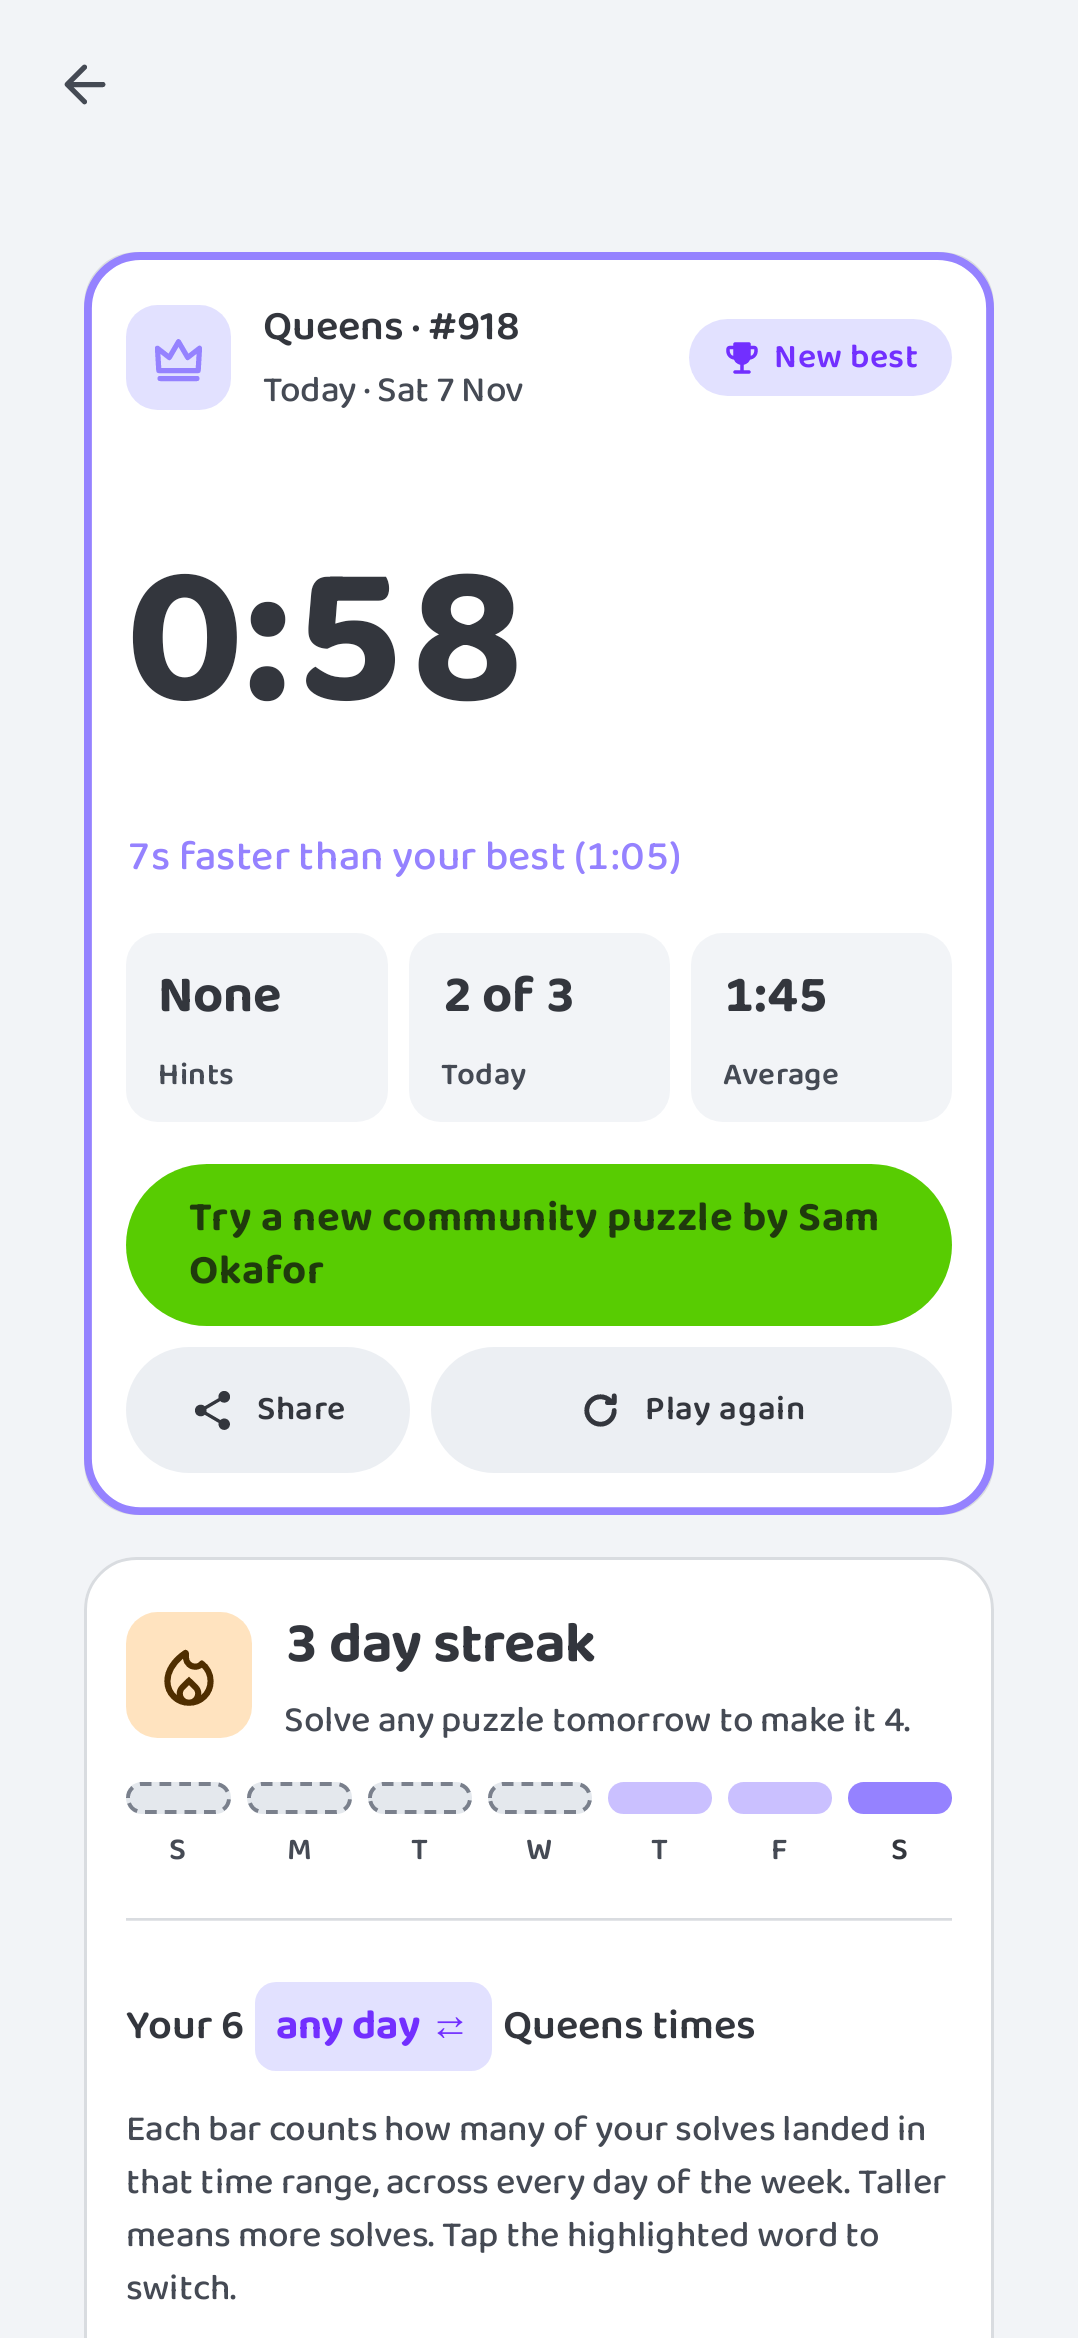 Queens · #918
Today · Sat 7 Nov
New best
0:58
7s faster than your best (1:05)
None
Hints
2 of 3
Today
1:45
Average
Try a new community puzzle by Sam
Okafor
Share
Play again
3 day streak
Solve any puzzle tomorrow to make it 4.
S M T W T F S
Your 6 any day ⇄ Queens times
Each bar counts how many of your solves landed in
that time range, across every day of the week. Taller
means more solves. Tap the highlighted word to
switch.